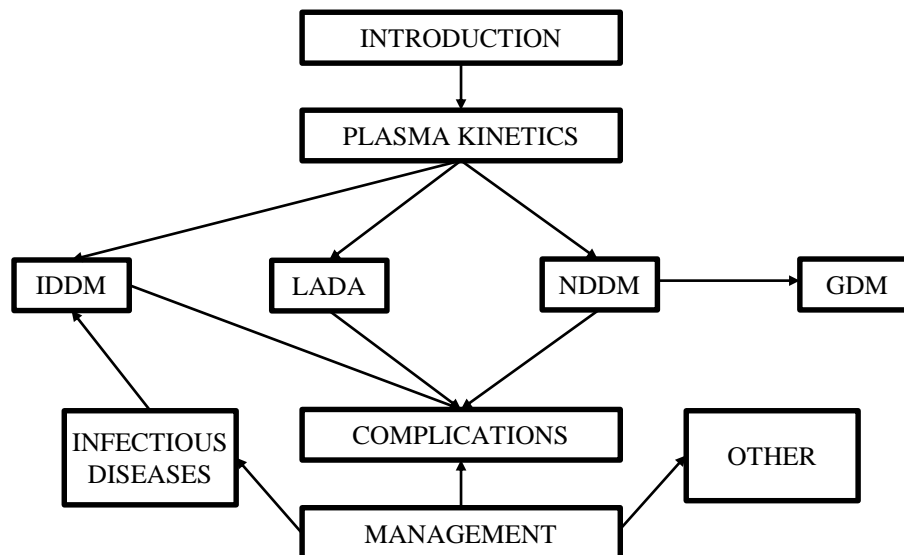 INTRODUCTION
PLASMA KINETICS
IDDM
LADA
NDDM
GDM
INFECTIOUS
DISEASES
COMPLICATIONS
OTHER
MANAGEMENT